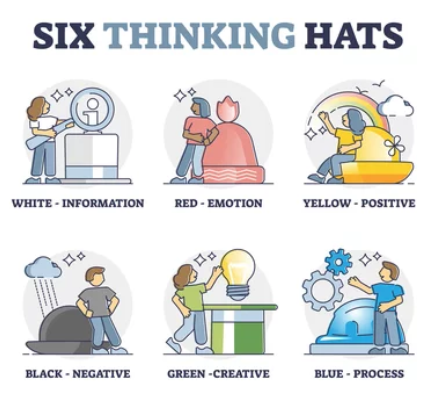 SIX THINKING HATS
WHITE - INFORMATION
RED - EMOTION
YELLOW - POSITIVE
BLACK - NEGATIVE
GREEN -CREATIVE
BLUE - PROCESS